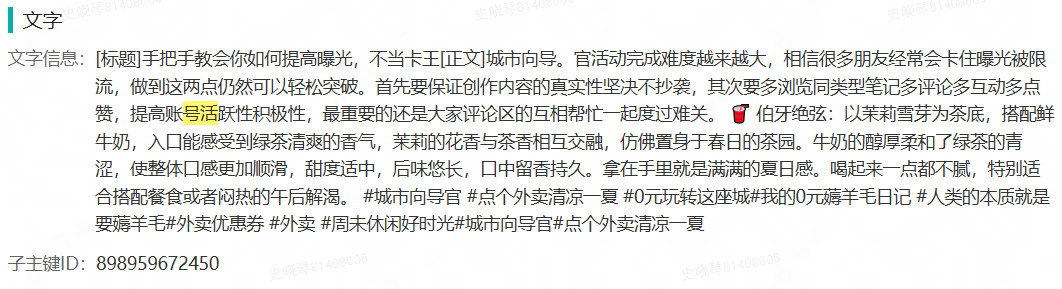 文字
文字信息：[标题]手把手教会你如何提高曝光，不当卡王[正文]城市向导。官活动完成难度越来越大，相信很多朋友经常会卡住曝光被限
流，做到这两点仍然可以轻松突破。首先要保证创作内容的真实性坚决不抄袭，其次要多浏览同类型笔记多评论多互动多点
赞，提高账号活跃性积极性，最重要的还是大家评论区的互相帮忙一起度过难关。🥤伯牙绝弦：以茉莉雪芽为茶底，搭配鲜
牛奶，入口能感受到绿茶清爽的香气，茉莉的花香与茶香相互交融，仿佛置身于春日的茶园。牛奶的醇厚柔和了绿茶的青
涩，使整体口感更加顺滑，甜度适中，后味悠长，口中留香持久。拿在手里就是满满的夏日感。喝起来一点都不腻，特别适
合搭配餐食或者闷热的午后解渴。 #城市向导官 #点个外卖清凉一夏 #0元玩转这座城#我的0元薅羊毛日记 #人类的本质就是
要薅羊毛#外卖优惠券 #外卖 #周未休闲好时光#城市向导官#点个外卖清凉一夏
子主键ID：898959672450
史晓琴81408606